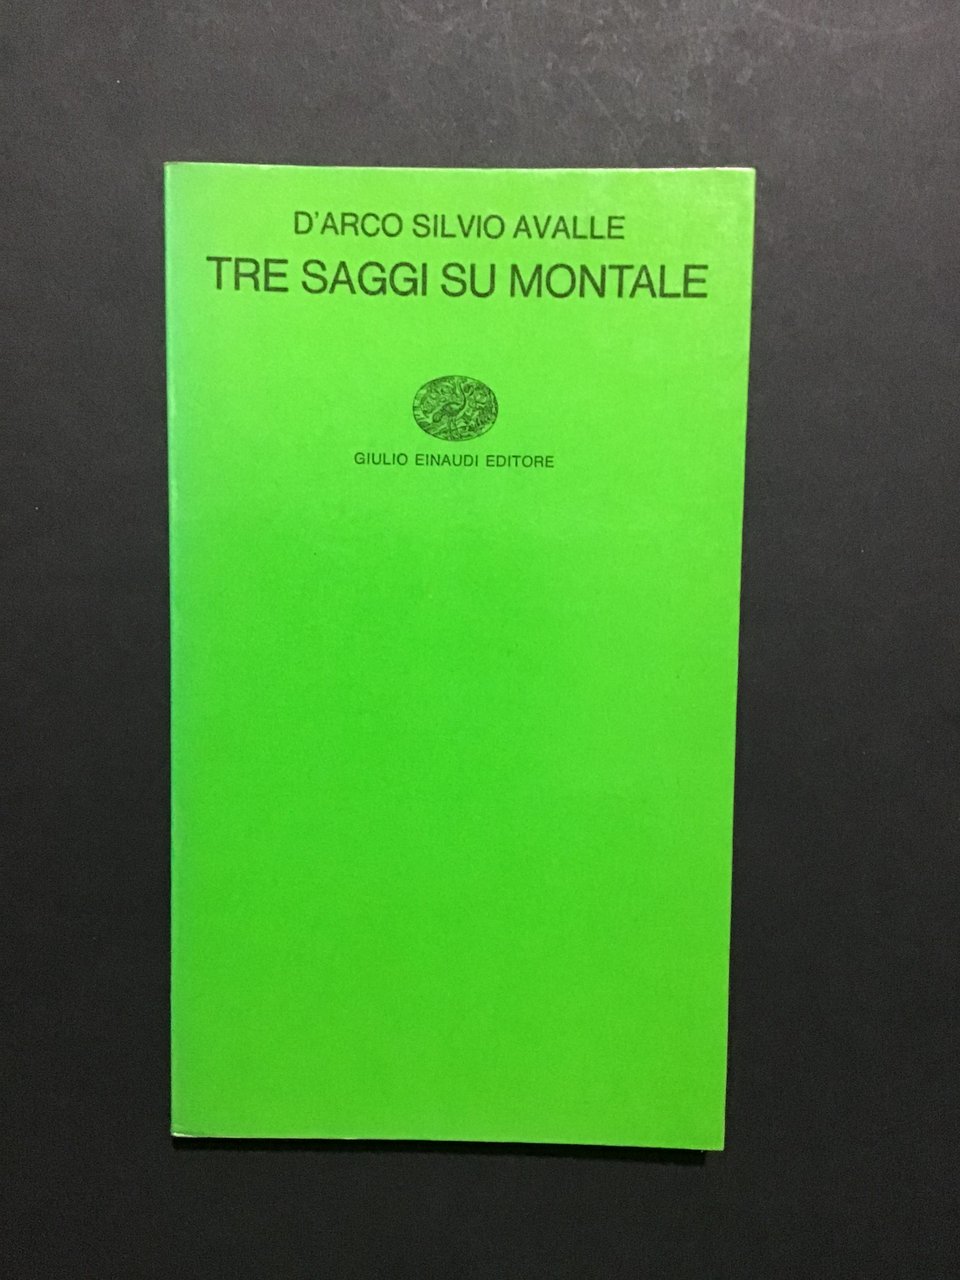 D'ARCO SILVIO AVALLE
TRE SAGGI SU MONTALE
GIULIO EINAUDI EDITORE